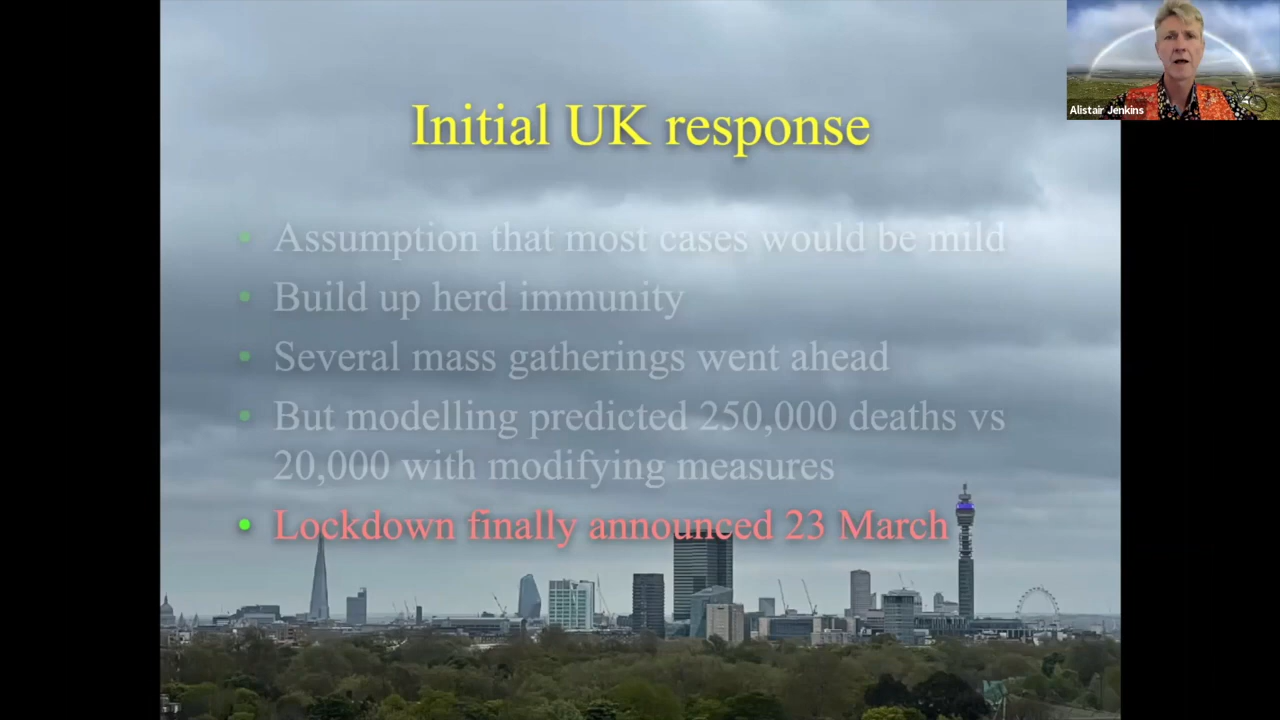 Initial UK response
Alistair Jenkins
• Assumption that most cases would be mild
• Build up herd immunity
• Several mass gatherings went ahead
• But modelling predicted 250,000 deaths vs
20,000 with modifying measures
• Lockdown finally announced 23 March